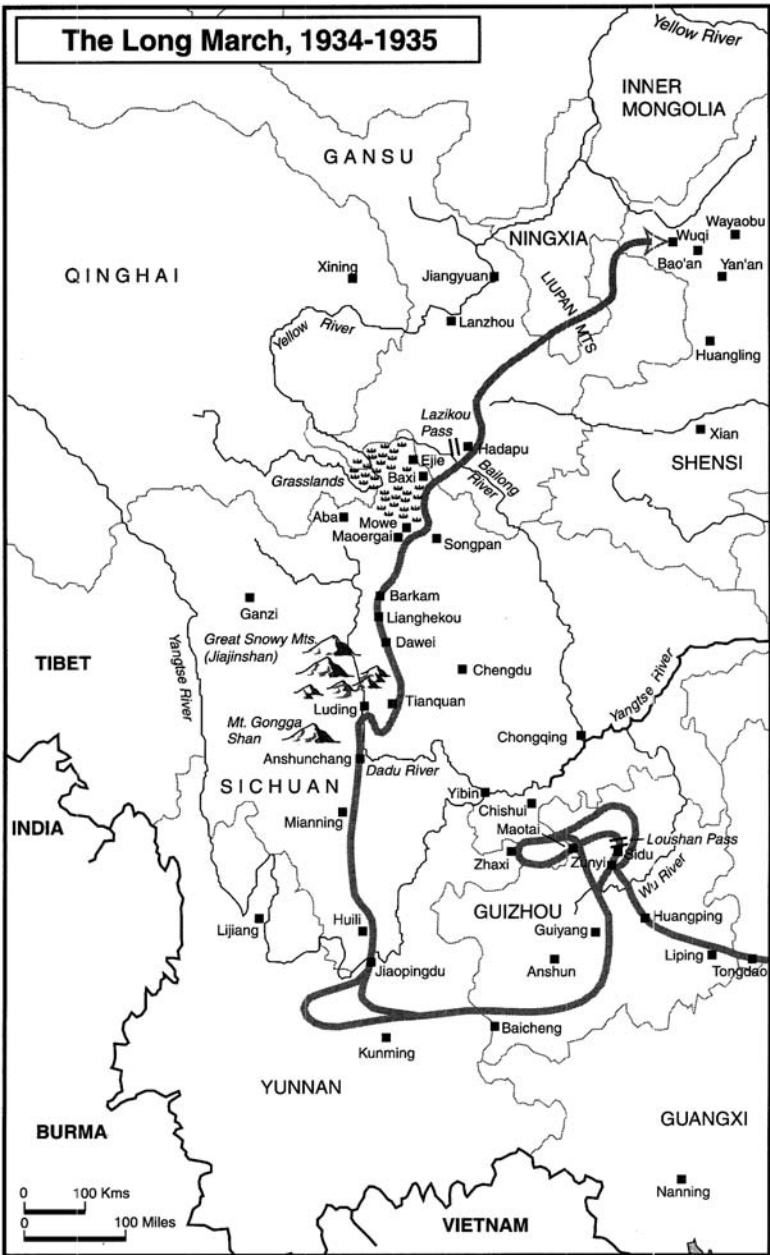 The Long March, 1934-1935
Yellow River
INNER
MONGOLIA
GANSU
NINGXIA
Wayaobu
Wuqi
Bao'an
Yan'an
QINGHAI
Xining
Jiangyuan
LIUPAN MTS
Lanzhou
Yellow River
Huangling
Lazikou
Pass
Hadapu
Xian
SHENSI
Ejie
Baxi
Grasslands
Bailong
River
Aba
Mowe
Maoergai
Songpan
Barkam
Ganzi
Lianghekou
Great Snowy Mts.
(Jiajinshan)
Dawei
TIBET
Yangtse River
Chengdu
Yangtse River
Luding
Tianquan
Mt. Gongga
Shan
Chongqing
Anshunchang
Dadu River
SICHUAN
Yibin
Chishui
Mianning
Maotai
INDIA
Loushan Pass
Zhaxi
Zunyi
Sidu
Wu River
GUIZHOU
Huangping
Lijiang
Huili
Guiyang
Liping
Tongdao
Jiaopingdu
Anshun
Baicheng
Kunming
YUNNAN
GUANGXI
BURMA
Nanning
0 100 Kms
0 100 Miles
VIETNAM